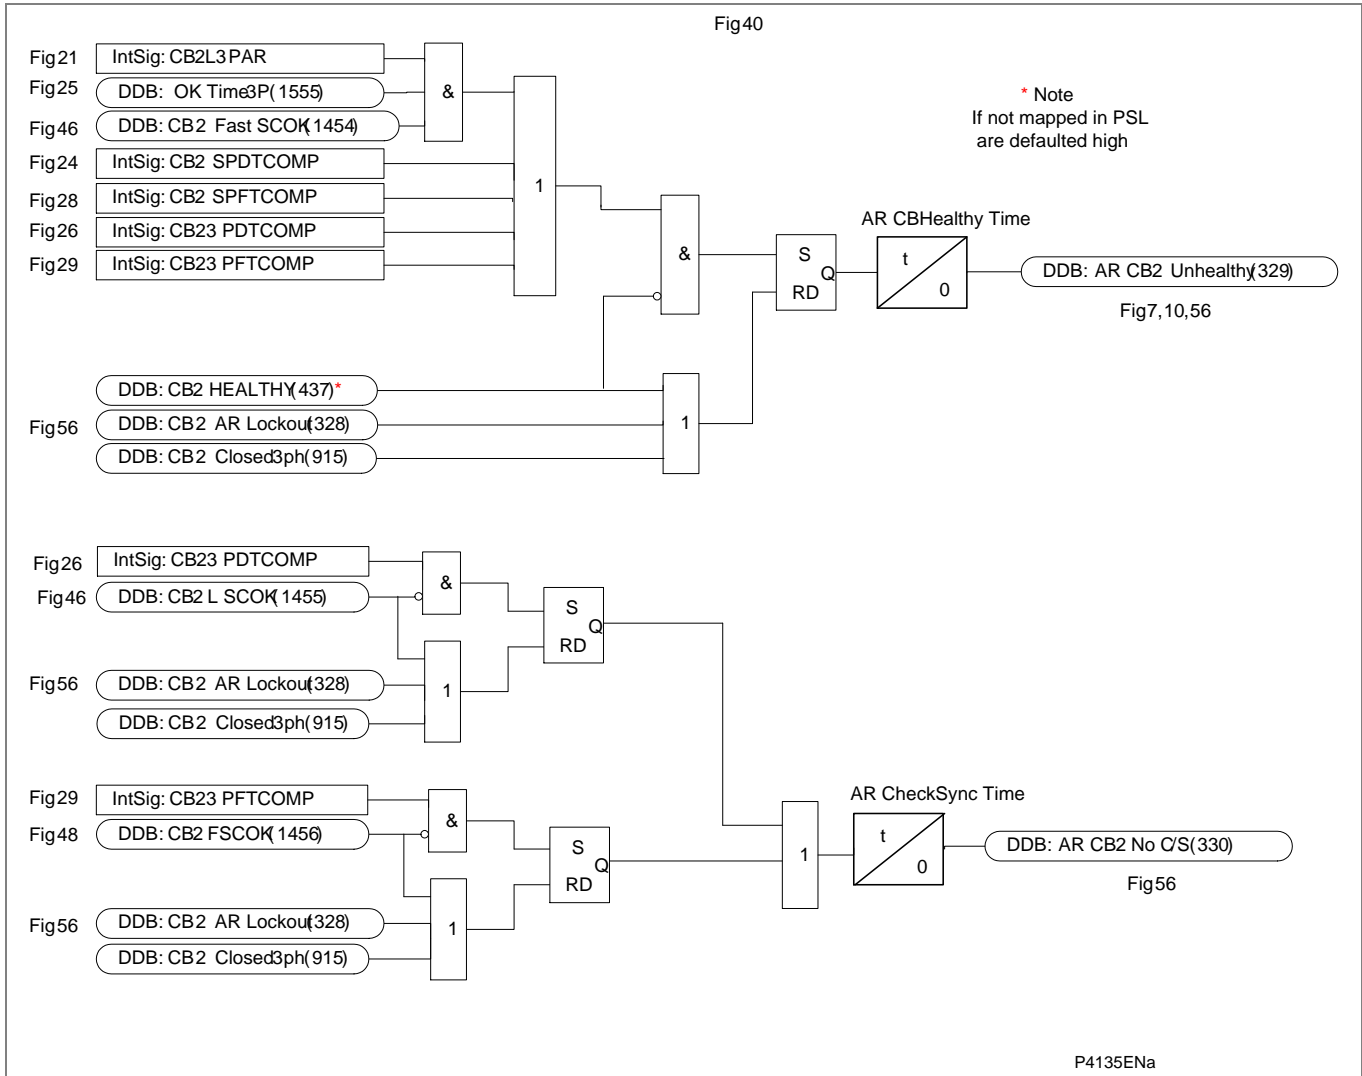 Fig40
Fig21 IntSig: CB2L3PAR
Fig25 DDB: OK Time3P(1555)
Fig46 DDB: CB2 Fast SCOK(1454)
&
Fig24 IntSig: CB2 SPDTCOMP
Fig28 IntSig: CB2 SPFTCOMP
Fig26 IntSig: CB23 PDTCOMP
Fig29 IntSig: CB23 PFTCOMP
1
* Note
If not mapped in PSL
are defaulted high
&
S
Q
RD
AR CBHealthy Time
t
0
DDB: AR CB2 Unhealthy(329)
Fig7,10,56
DDB: CB2 HEALTHY(437)*
Fig56 DDB: CB2 AR Lockout(328)
DDB: CB2 Closed3ph(915)
1
Fig26 IntSig: CB23 PDTCOMP
Fig46 DDB: CB2 L SCOK(1455)
&
S
Q
RD
Fig56 DDB: CB2 AR Lockout(328)
DDB: CB2 Closed3ph(915)
1
Fig29 IntSig: CB23 PFTCOMP
Fig48 DDB: CB2 FSCOK(1456)
&
S
Q
RD
Fig56 DDB: CB2 AR Lockout(328)
DDB: CB2 Closed3ph(915)
1
1
AR CheckSync Time
t
0
DDB: AR CB2 No C/S(330)
Fig56
P4135ENa